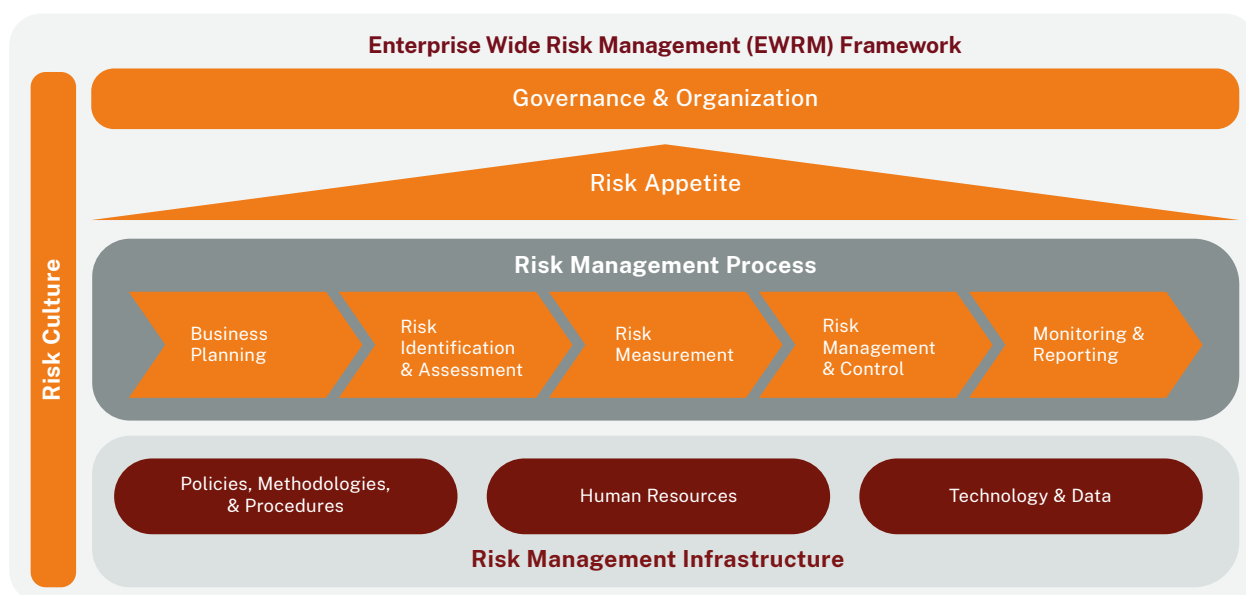 Enterprise Wide Risk Management (EWRM) Framework
Governance & Organization
Risk Appetite
Risk Culture
Risk Management Process
Business
Planning
Risk
Identification
& Assessment
Risk
Measurement
Risk
Management
& Control
Monitoring &
Reporting
Policies, Methodologies,
& Procedures
Human Resources
Technology & Data
Risk Management Infrastructure